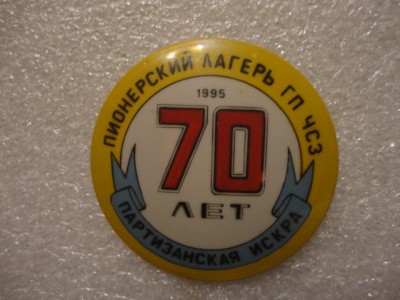 ПИОНЕРСКИЙ ЛАГЕРЬ ГП ЧСЗ
1995
70
ЛЕТ
ПАРТИЗАНСКАЯ ИСКРА